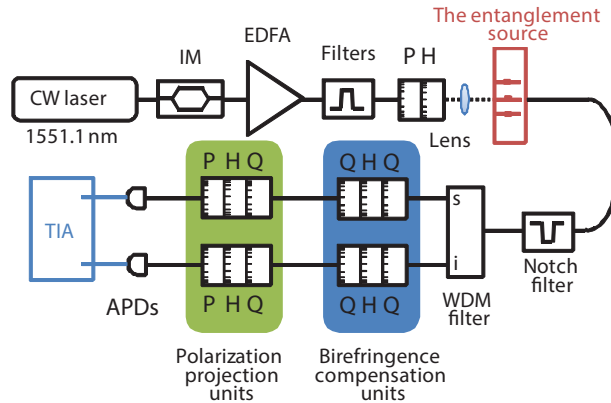 The entanglement
source
EDFA
IM
Filters
P H
CW laser
1551.1 nm
Lens
P H Q
Q H Q
TIA
s
i
Notch
filter
WDM
filter
APDs
P H Q
Q H Q
Polarization
projection
units
Birefringence
compensation
units